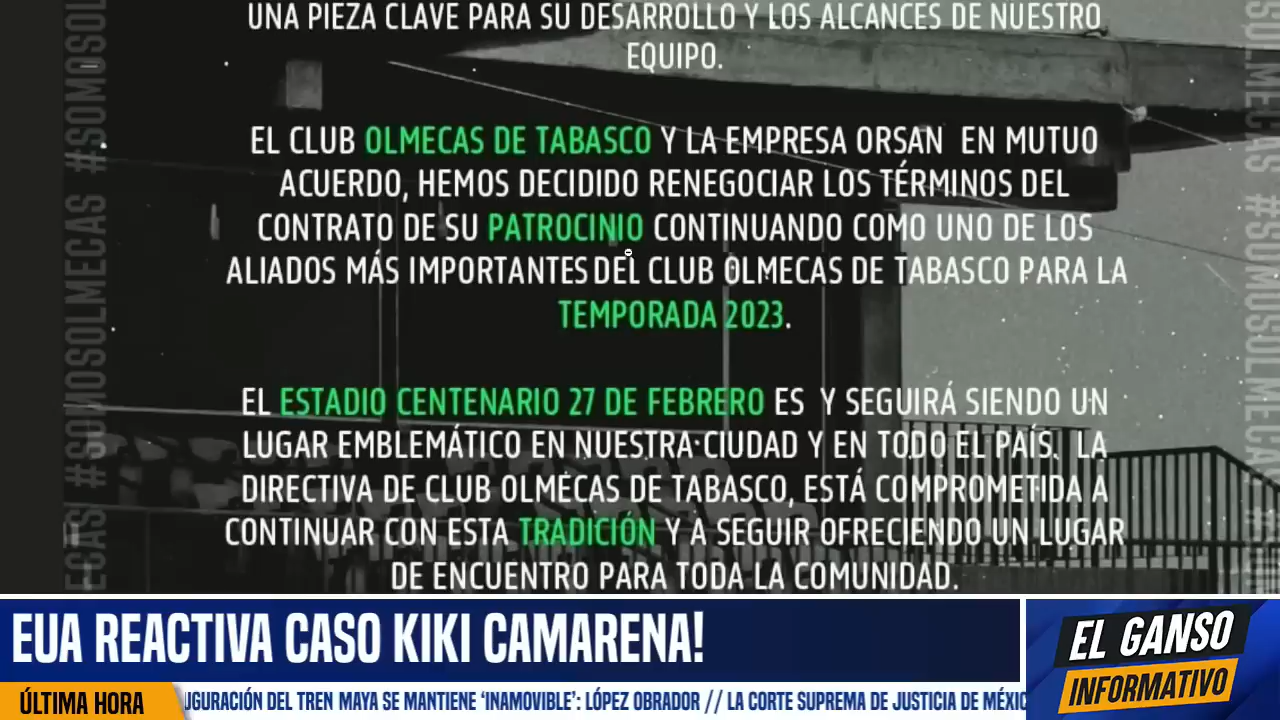 UNA PIEZA CLAVE PARA SU DESARROLLO Y LOS ALCANCES DE NUESTRO
EQUIPO.
EL CLUB OLMECAS DE TABASCO Y LA EMPRESA ORSAN EN MUTUO
ACUERDO, HEMOS DECIDIDO RENEGOCIAR LOS TÉRMINOS DEL
CONTRATO DE SU PATROCINIO CONTINUANDO COMO UNO DE LOS
ALIADOS MÁS IMPORTANTES DEL CLUB OLMECAS DE TABASCO PARA LA
TEMPORADA 2023.
EL ESTADIO CENTENARIO 27 DE FEBRERO ES Y SEGUIRÁ SIENDO UN
LUGAR EMBLEMÁTICO EN NUESTRA CIUDAD Y EN TODO EL PAÍS, LA
DIRECTIVA DE CLUB OLMECAS DE TABASCO, ESTÁ COMPROMETIDA A
CONTINUAR CON ESTA TRADICIÓN Y A SEGUIR OFRECIENDO UN LUGAR
DE ENCUENTRO PARA TODA LA COMUNIDAD.
#SOMOSOLMECAS
EUA REACTIVA CASO KIKI CAMARENA!
EL GANSO
INFORMATIVO
ÚLTIMA HORA
UGURACIÓN DEL TREN MAYA SE MANTIENE 'INAMOVIBLE': LÓPEZ OBRADOR // LA CORTE SUPREMA DE JUSTICIA DE MÉXIC